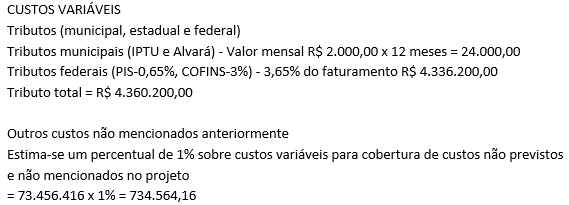 CUSTOS VARIÁVEIS
Tributos (municipal, estadual e federal)
Tributos municipais (IPTU e Alvará) - Valor mensal R$ 2.000,00 x 12 meses = 24.000,00
Tributos federais (PIS-0,65%, COFINS-3%) - 3,65% do faturamento R$ 4.336.200,00
Tributo total = R$ 4.360.200,00
Outros custos não mencionados anteriormente
Estima-se um percentual de 1% sobre custos variáveis para cobertura de custos não previstos
e não mencionados no projeto
= 73.456.416 x 1% = 734.564,16